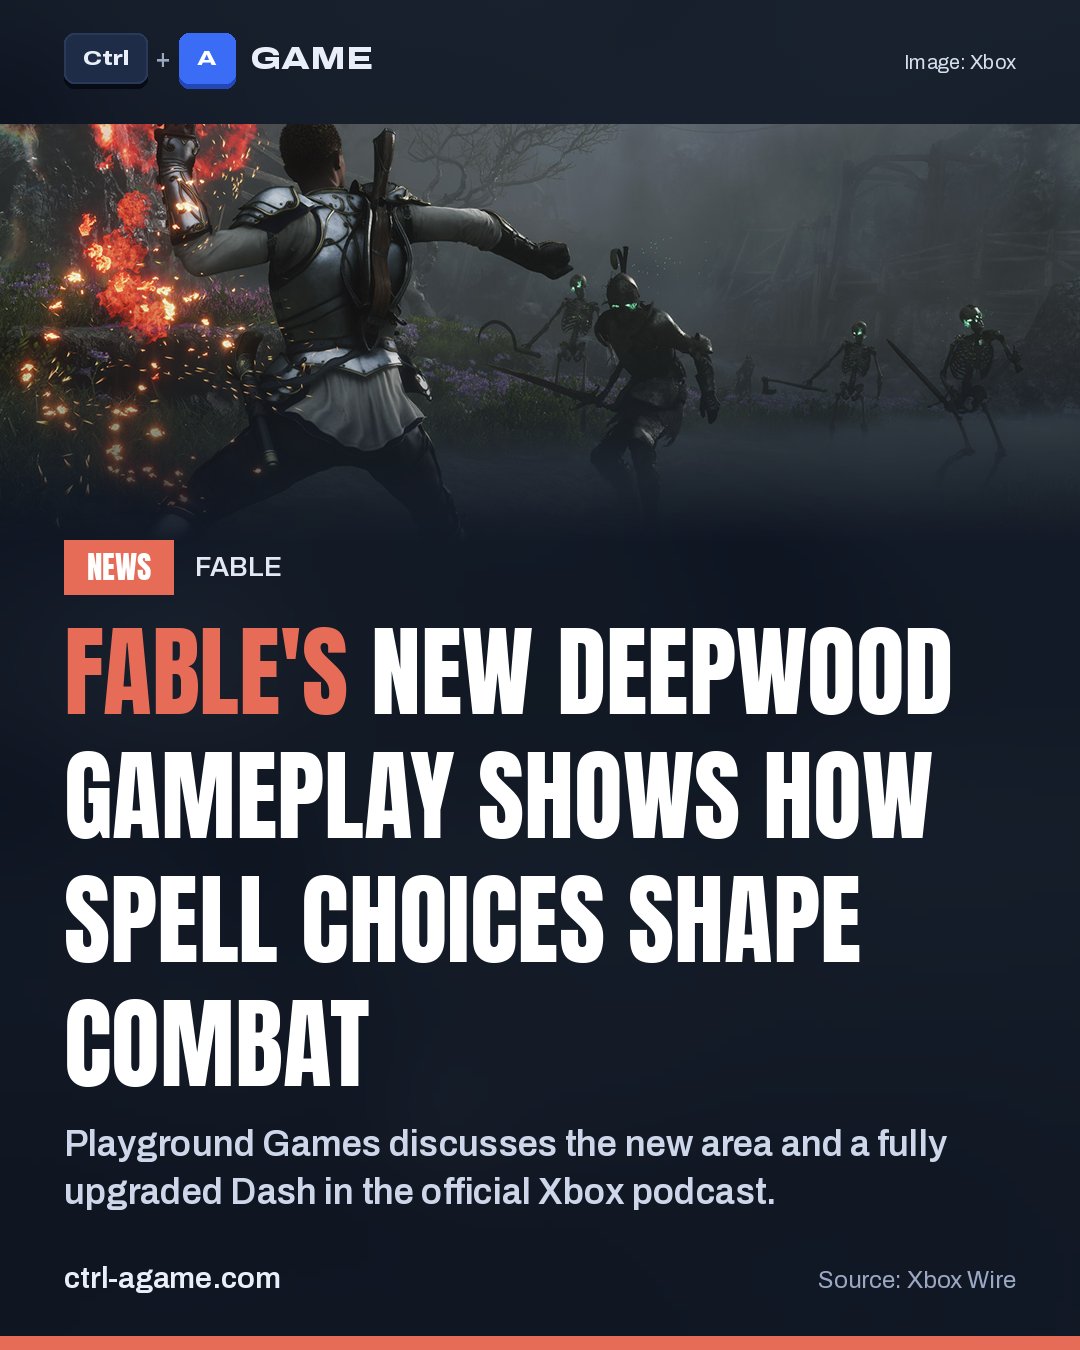 Ctrl + A GAME
Image: Xbox
NEWS FABLE
FABLE'S NEW DEEPWOOD
GAMEPLAY SHOWS HOW
SPELL CHOICES SHAPE
COMBAT
Playground Games discusses the new area and a fully
upgraded Dash in the official Xbox podcast.
ctrl-agame.com
Source: Xbox Wire